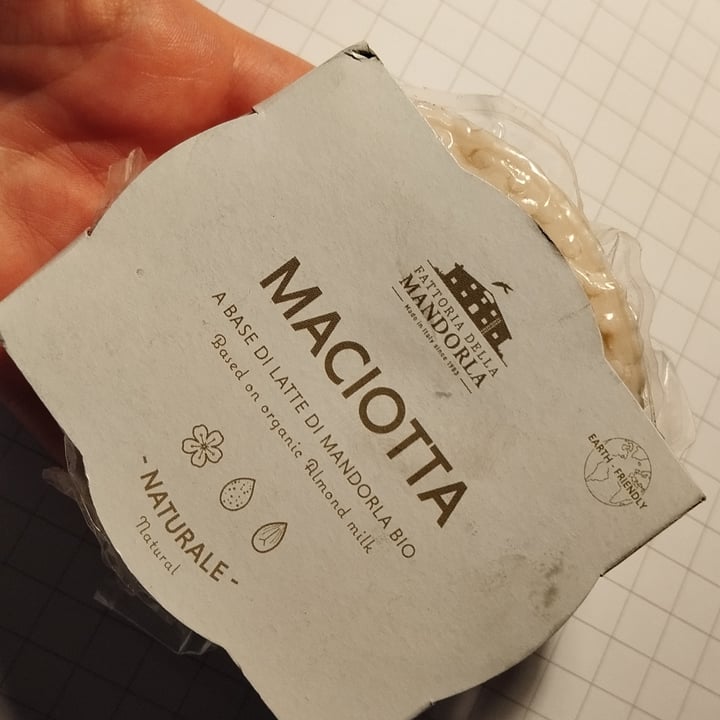 FATTORIA DELLA
MANDORLA
Made in Italy since 1983
MACIOTTA
A BASE DI LATTE DI MANDORLA BIO
Based on organic Almond milk
- NATURALE -
Natural
EARTH - FRIENDLY